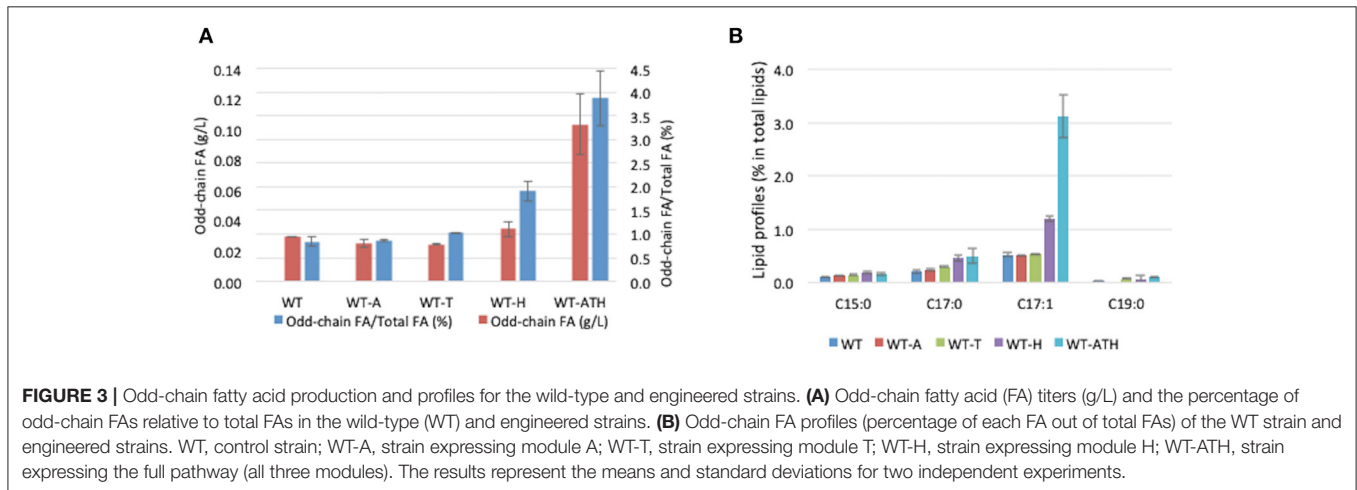 A
Odd-chain FA (g/L)
0.14
0.12
0.10
0.08
0.06
0.04
0.02
0.00
4.5
4.0
3.5
3.0
2.5
2.0
1.5
1.0
0.5
0.0
Odd-chain FA/Total FA (%)
WT WT-A WT-T WT-H WT-ATH
Odd-chain FA/Total FA (%) Odd-chain FA (g/L)
B
Lipid profiles (% in total lipids)
4.0
3.0
2.0
1.0
0.0
C15:0 C17:0 C17:1 C19:0
WT WT-A WT-T WT-H WT-ATH
FIGURE 3 | Odd-chain fatty acid production and profiles for the wild-type and engineered strains. (A) Odd-chain fatty acid (FA) titers (g/L) and the percentage of
odd-chain FAs relative to total FAs in the wild-type (WT) and engineered strains. (B) Odd-chain FA profiles (percentage of each FA out of total FAs) of the WT strain and
engineered strains. WT, control strain; WT-A, strain expressing module A; WT-T, strain expressing module T; WT-H, strain expressing module H; WT-ATH, strain
expressing the full pathway (all three modules). The results represent the means and standard deviations for two independent experiments.